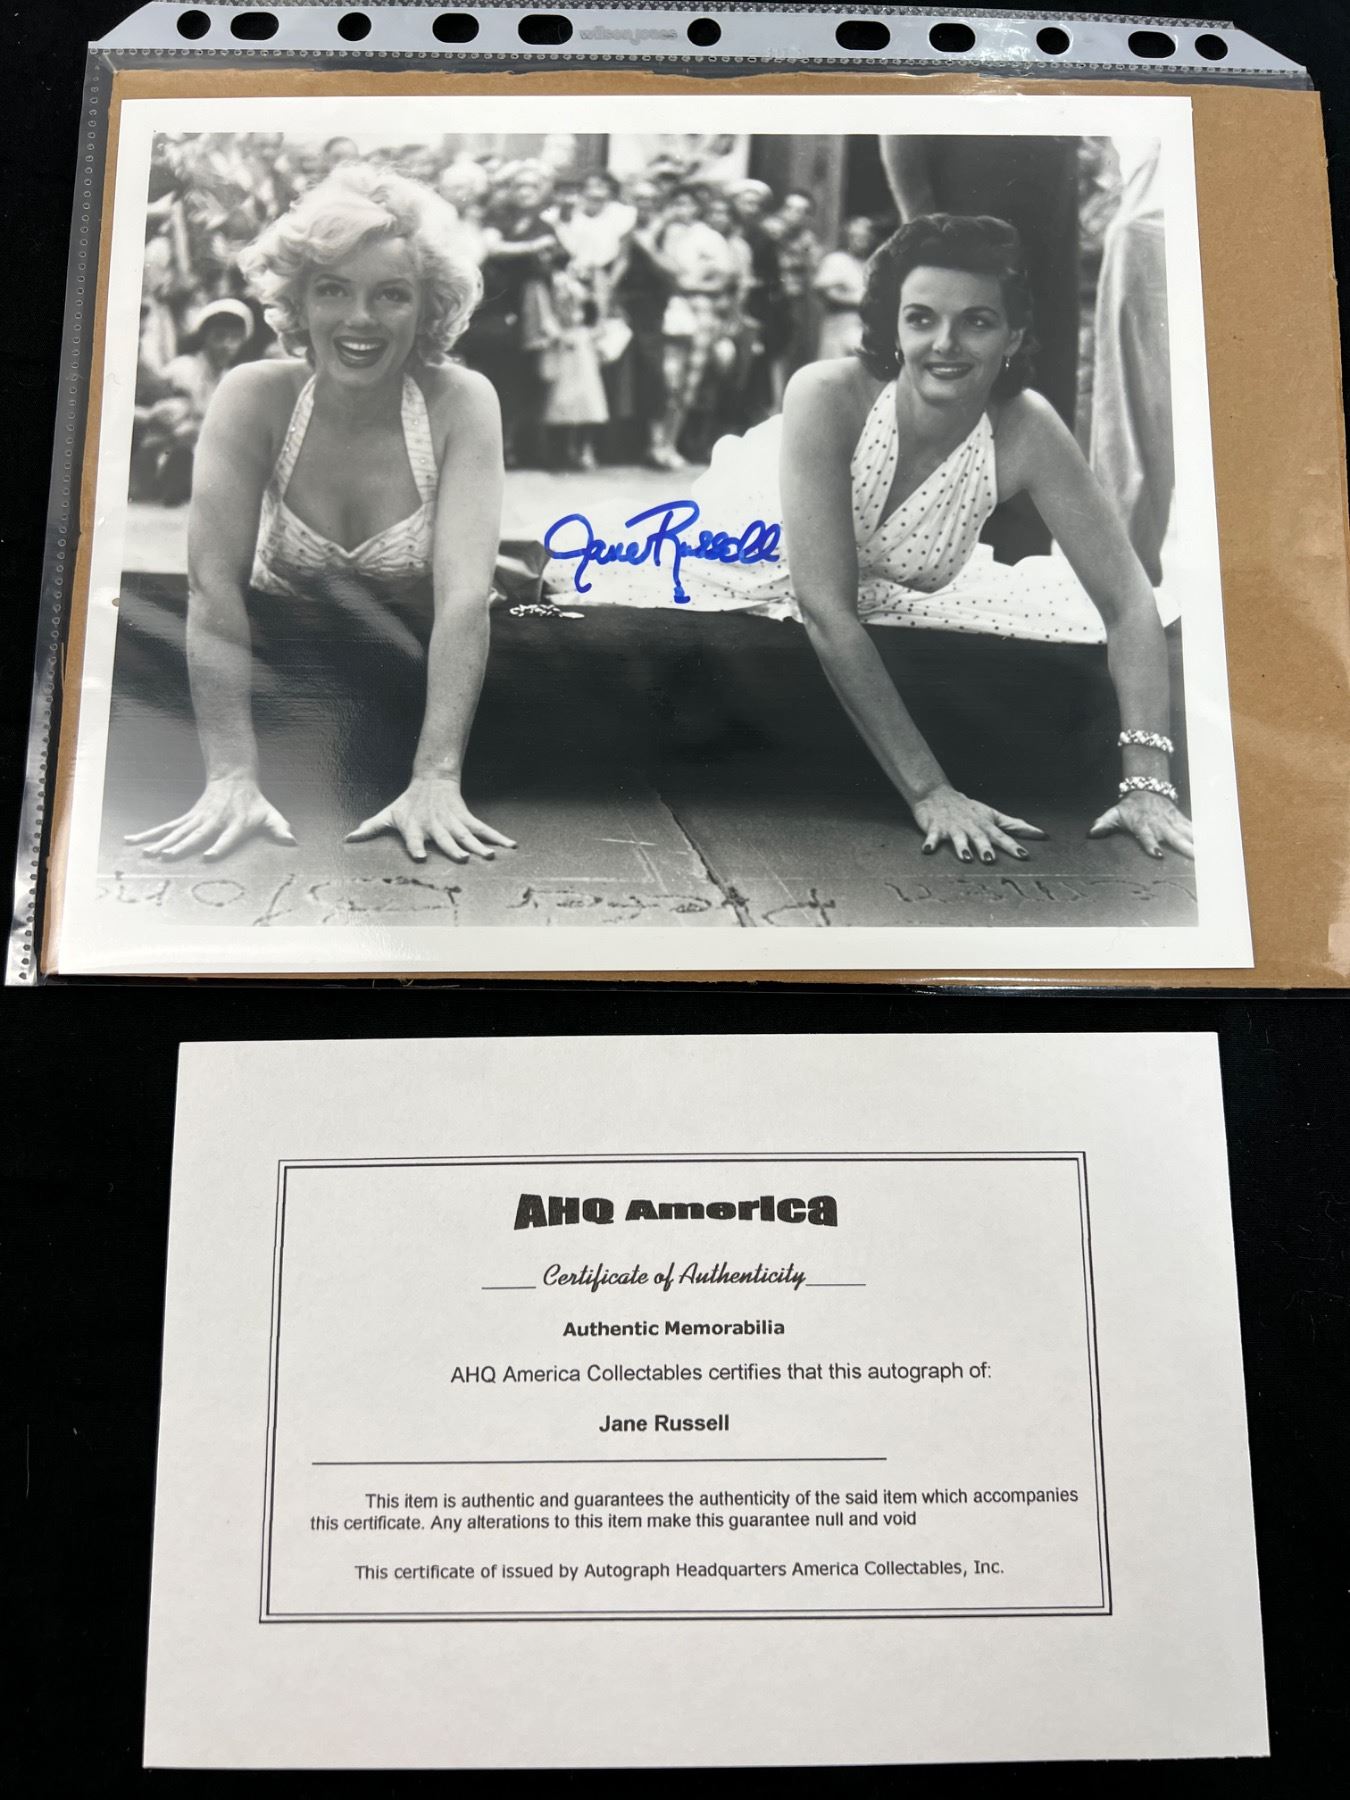 wilson jones
Jane Russell
AHQ America
Certificate of Authenticity
Authentic Memorabilia
AHQ America Collectables certifies that this autograph of:
Jane Russell
This item is authentic and guarantees the authenticity of the said item which accompanies
this certificate. Any alterations to this item make this guarantee null and void
This certificate of issued by Autograph Headquarters America Collectables, Inc.